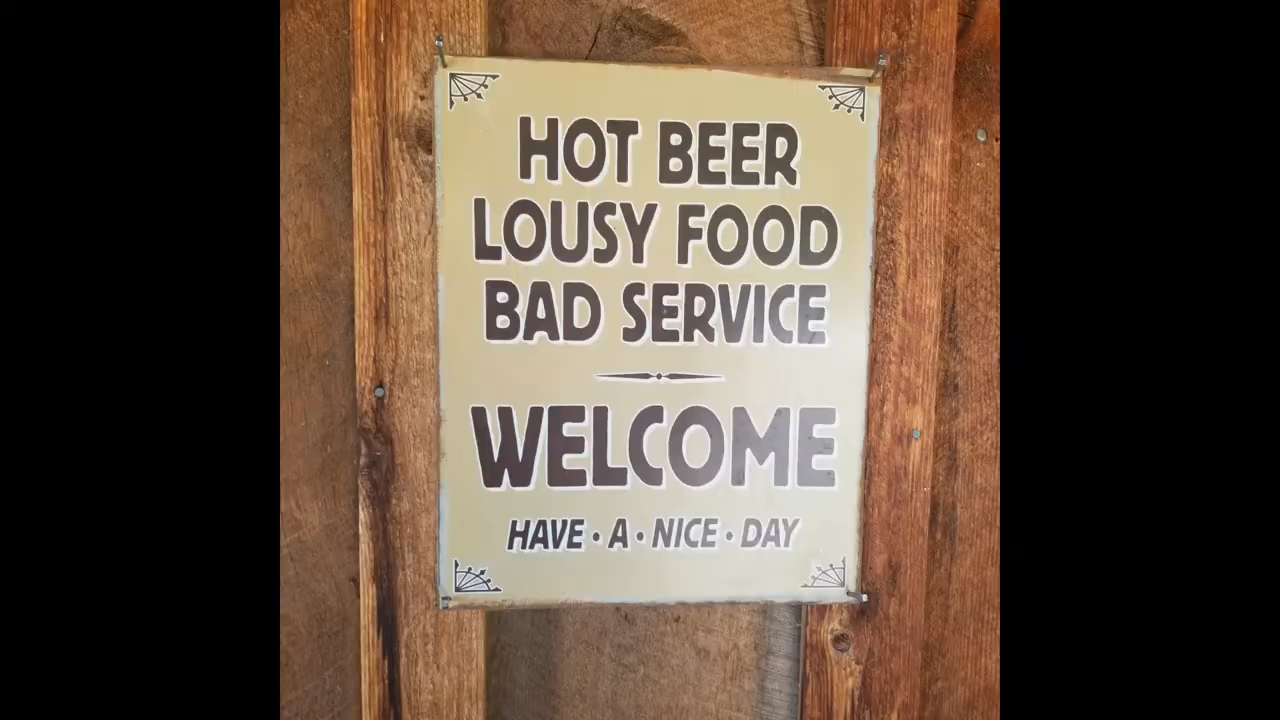 HOT BEER
LOUSY FOOD
BAD SERVICE
WELCOME
HAVE • A • NICE • DAY